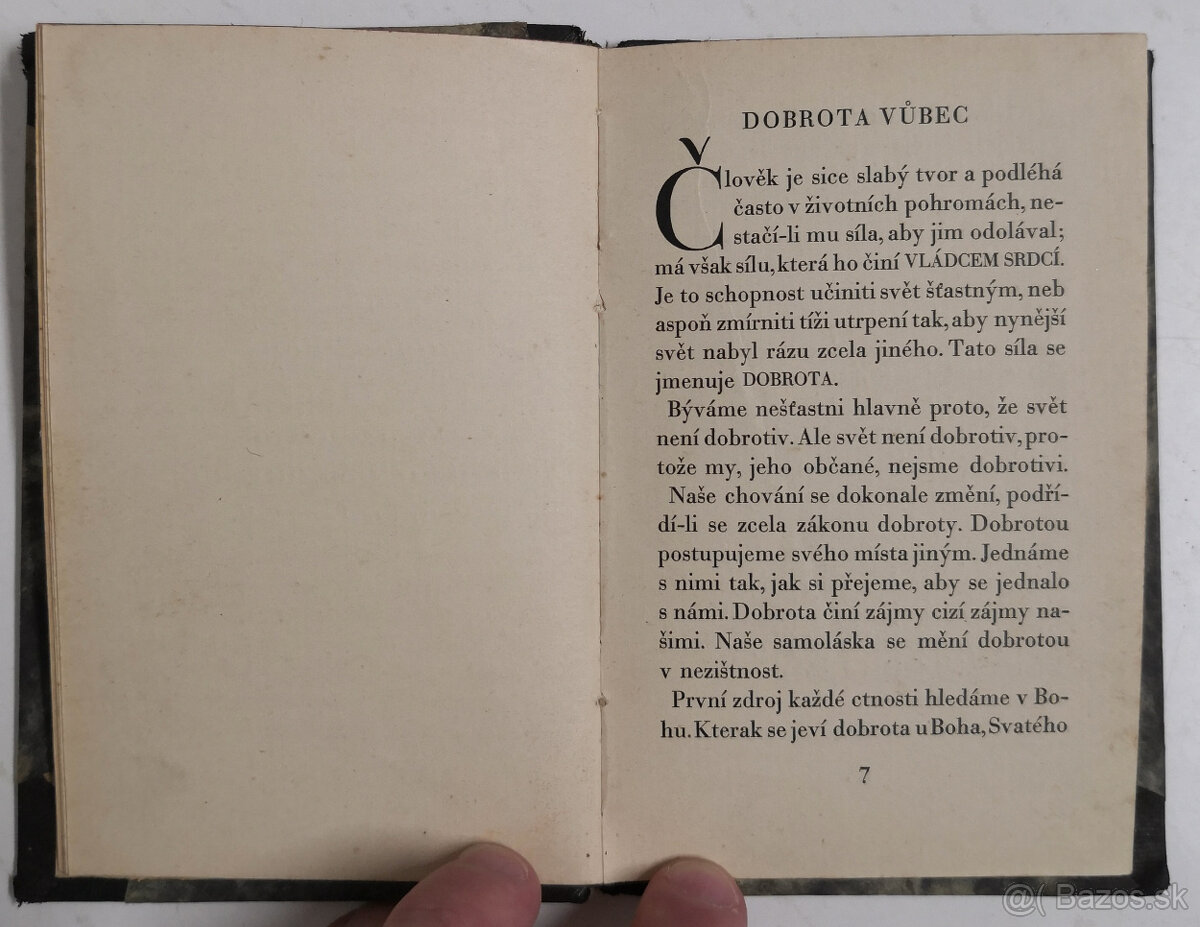 DOBROTA VŮBEC
Člověk je sice slabý tvor a podléhá
často v životních pohromách, ne-
stačí-li mu síla, aby jim odolával;
má však sílu, která ho činí VLÁDCEM SRDCÍ.
Je to schopnost učiniti svět šťastným, neb
aspoň zmírniti tíži utrpení tak, aby nynější
svět nabyl rázu zcela jiného. Tato síla se
jmenuje DOBROTA.
Býváme nešťastni hlavně proto, že svět
není dobrotiv. Ale svět není dobrotiv, pro-
tože my, jeho občané, nejsme dobrotivi.
Naše chování se dokonale změní, podří-
dí-li se zcela zákonu dobroty. Dobrotou
postupujeme svého místa jiným. Jednáme
s nimi tak, jak si přejeme, aby se jednalo
s námi. Dobrota činí zájmy cizí zájmy na-
šimi. Naše samoláska se mění dobrotou
v nezištnost.
První zdroj každé ctnosti hledáme v Bo-
hu. Kterak se jeví dobrota u Boha, Svatého
7
@( Bazos.sk